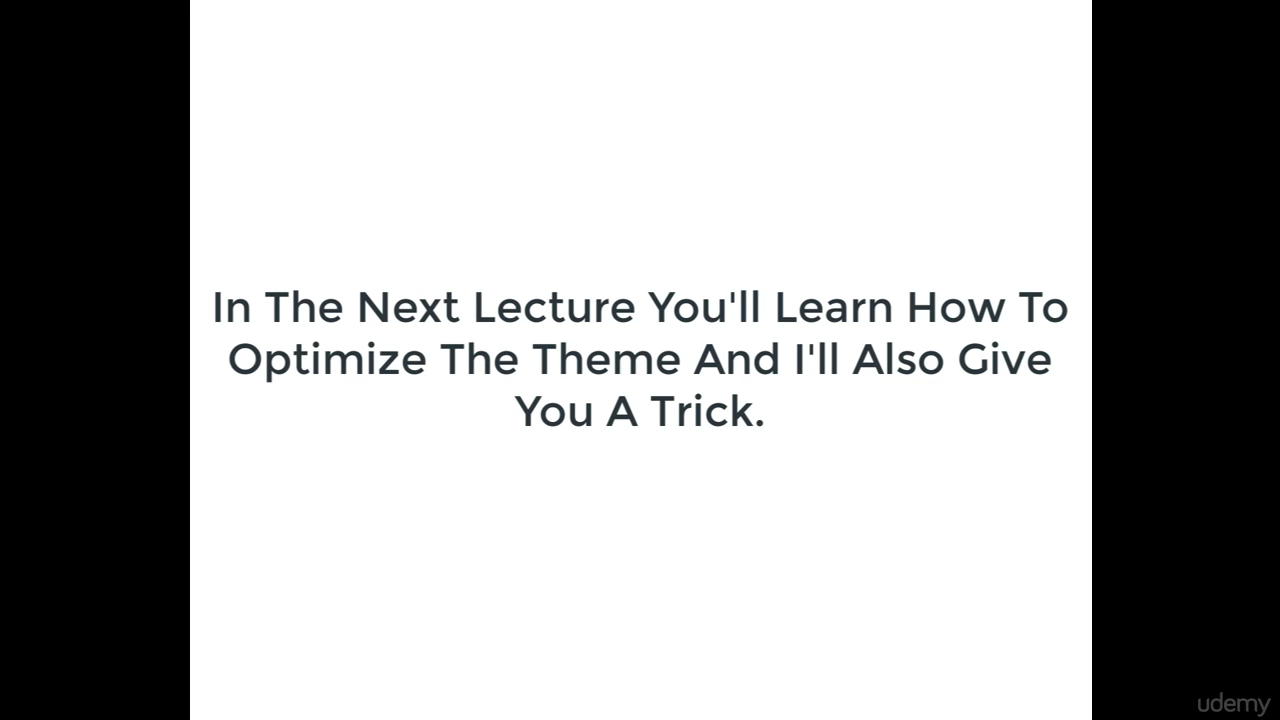 In The Next Lecture You'll Learn How To
Optimize The Theme And I'll Also Give
You A Trick.
udemy